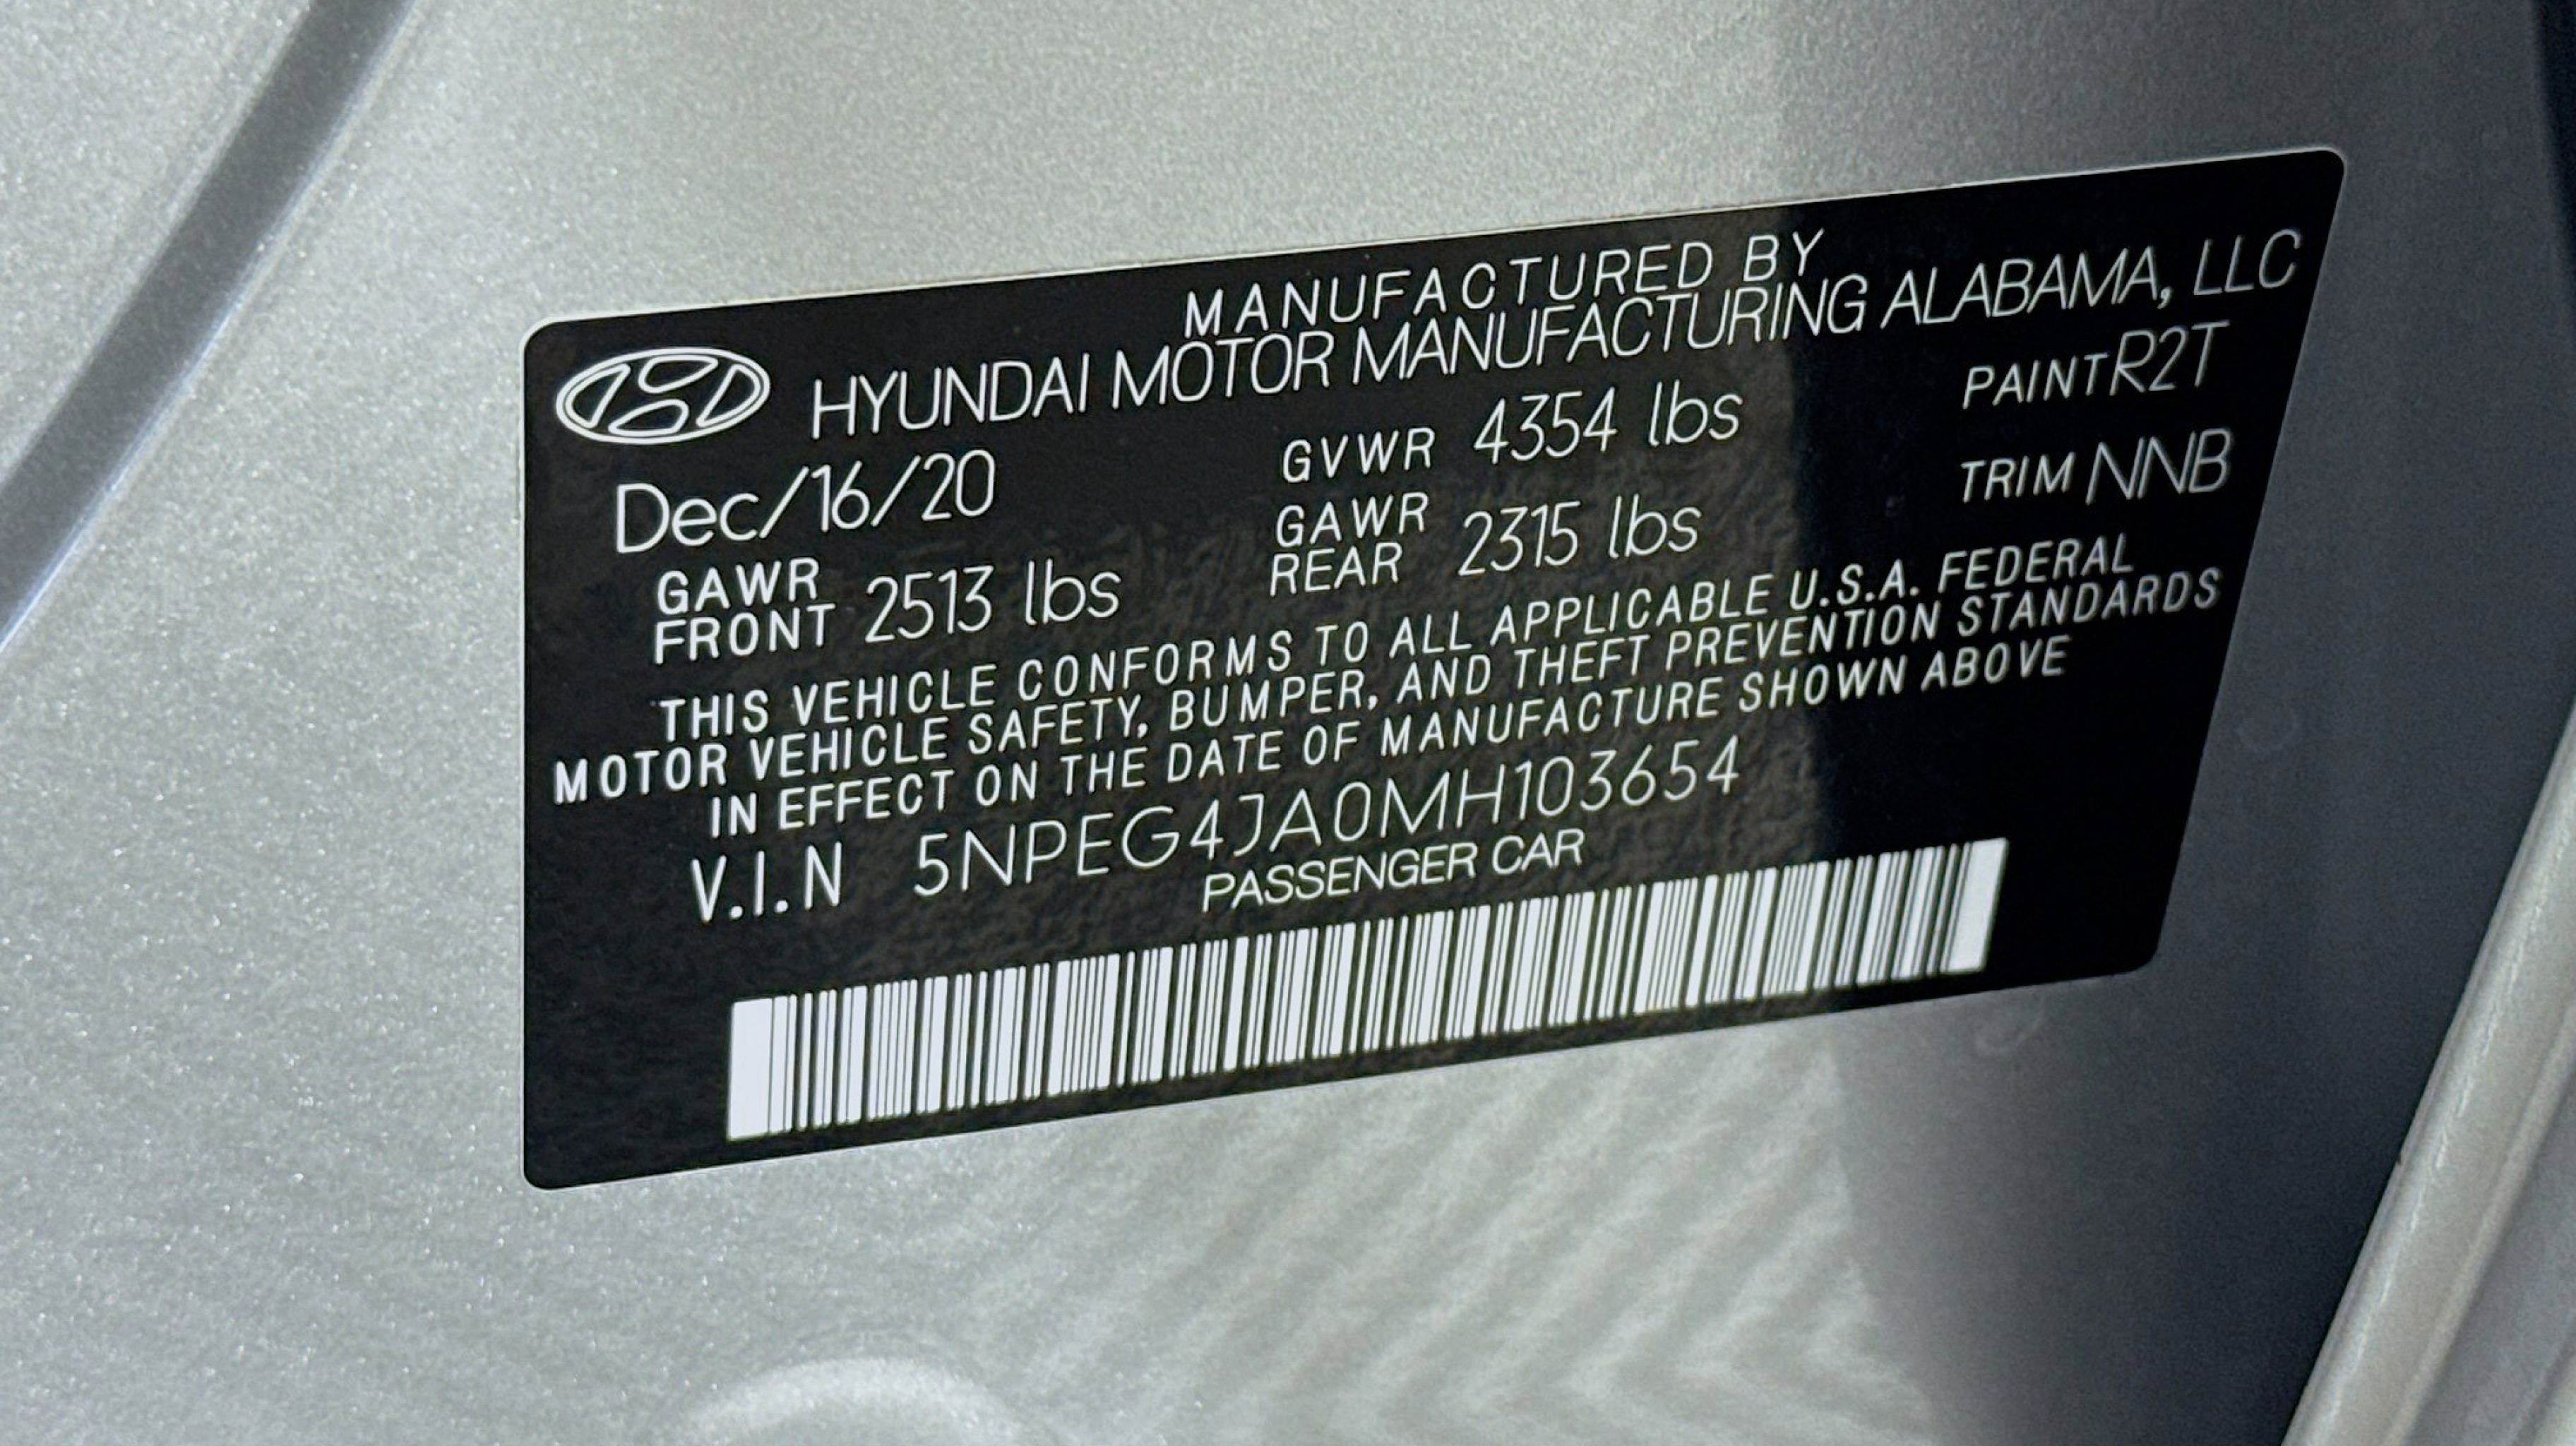 MANUFACTURED BY
HYUNDAI MOTOR MANUFACTURING ALABAMA, LLC
Dec/16/20 GVWR 4354 lbs PAINT R2T
GAWR FRONT 2513 lbs GAWR REAR 2315 lbs TRIM NNB
THIS VEHICLE CONFORMS TO ALL APPLICABLE U.S.A. FEDERAL
MOTOR VEHICLE SAFETY, BUMPER, AND THEFT PREVENTION STANDARDS
IN EFFECT ON THE DATE OF MANUFACTURE SHOWN ABOVE
V.I.N 5NPEG4JA0MH103654
PASSENGER CAR